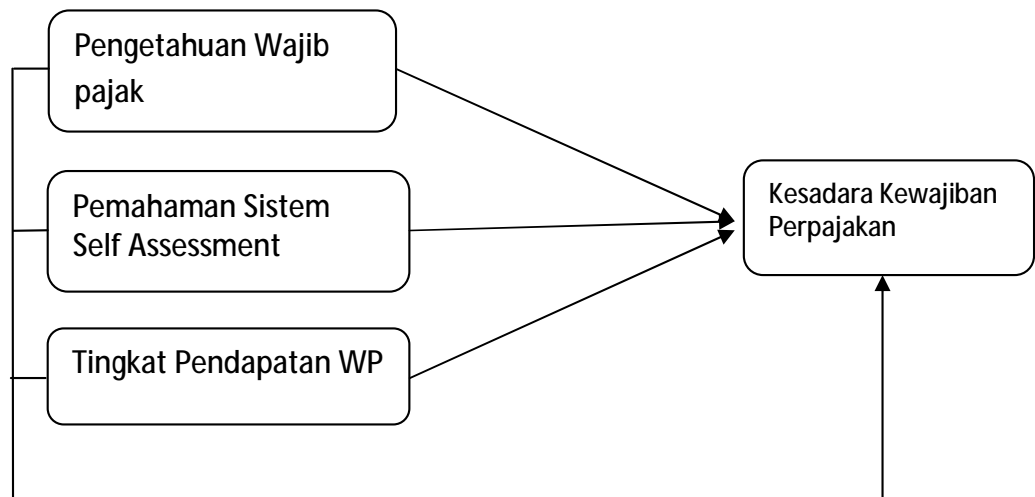 Pengetahuan Wajib
pajak
Pemahaman Sistem
Self Assessment
Tingkat Pendapatan WP
Kesadara Kewajiban
Perpajakan